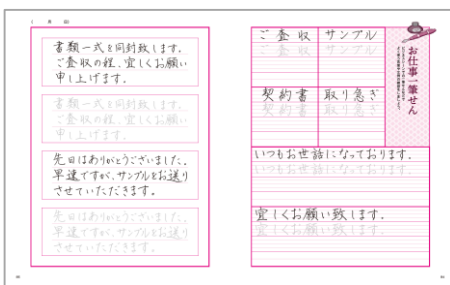 お仕事一筆せん
ご査収 サンプル
ご査収 サンプル
契約書 取り急ぎ
契約書 取り急ぎ
いつもお世話になっております。
いつもお世話になっております。
宜しくお願い致します。
宜しくお願い致します。
書類一式を同封致します。
ご査収の程、宜しくお願い
申し上げます。
書類一式を同封致します。
ご査収の程、宜しくお願い
申し上げます。
先日はありがとうございました。
早速ですが、サンプルをお送り
させていただきます。
先日はありがとうございました。
早速ですが、サンプルをお送り
させていただきます。